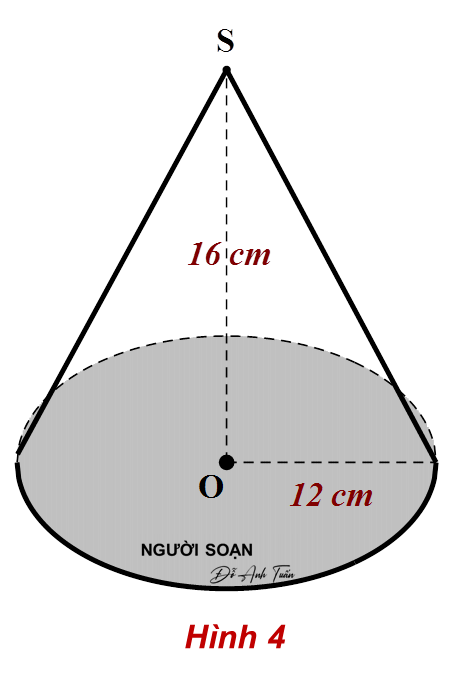 S
16 cm
O
12 cm
NGƯỜI SOẠN
Đỗ Anh Tuấn
Hình 4